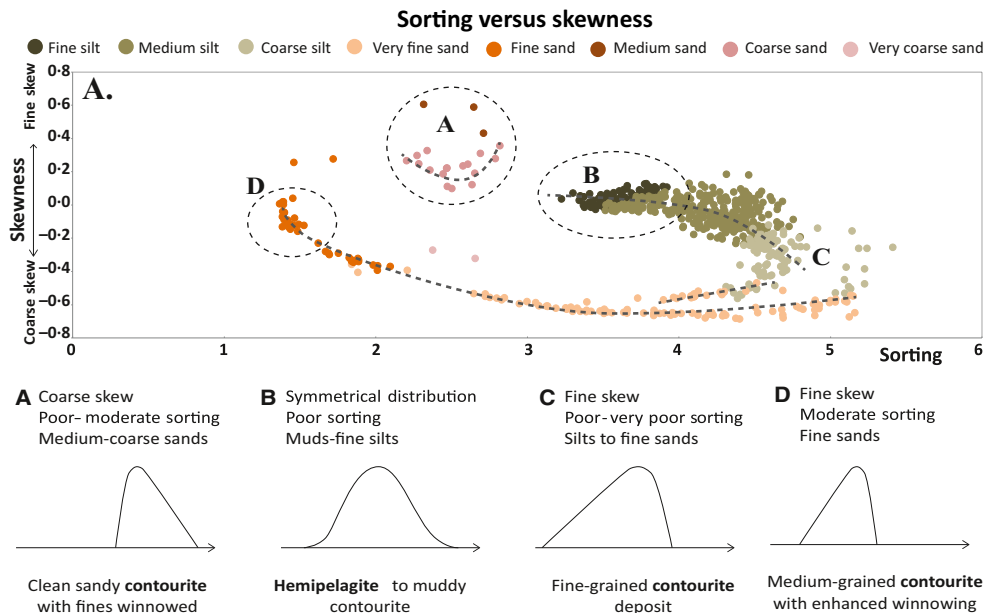 Sorting versus skewness
Fine silt Medium silt Coarse silt Very fine sand Fine sand Medium sand Coarse sand Very coarse sand
A.
Fine skew
Skewness
Coarse skew
0·8
0·6
0·4
0·2
0·0
−0·2
−0·4
−0·6
−0·8
A
B
D
C
0 1 2 3 4 5 6
Sorting
A Coarse skew
Poor–moderate sorting
Medium-coarse sands
Clean sandy contourite
with fines winnowed
B Symmetrical distribution
Poor sorting
Muds-fine silts
Hemipelagite to muddy
contourite
C Fine skew
Poor-very poor sorting
Silts to fine sands
Fine-grained contourite
deposit
D Fine skew
Moderate sorting
Fine sands
Medium-grained contourite
with enhanced winnowing